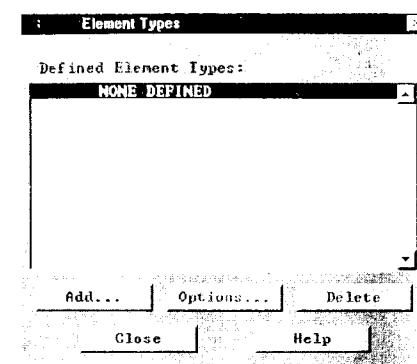 Element Types
Defined Element Types:
NONE DEFINED
Add... Options... Delete
Close Help